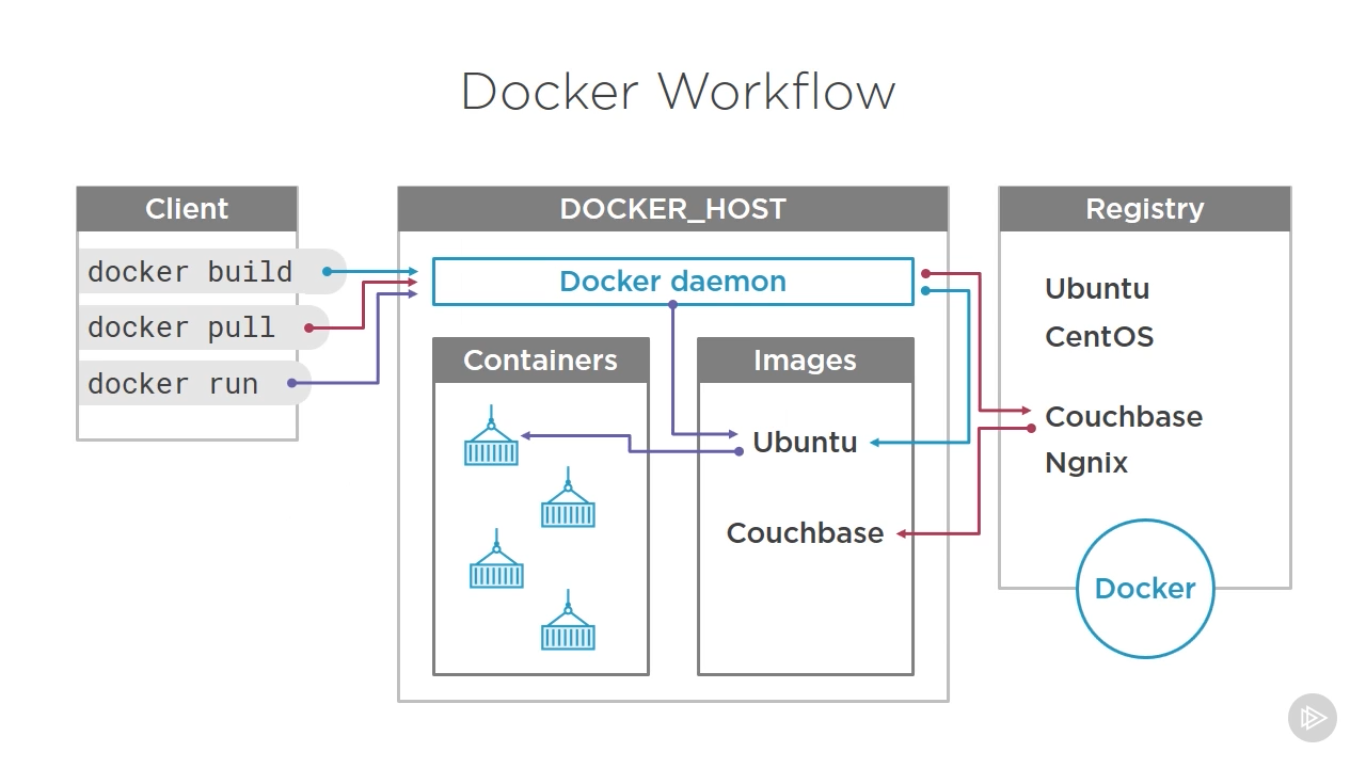 Docker Workflow
Client
docker build
docker pull
docker run
DOCKER_HOST
Docker daemon
Containers
Images
Ubuntu
Couchbase
Registry
Ubuntu
CentOS
Couchbase
Ngnix
Docker